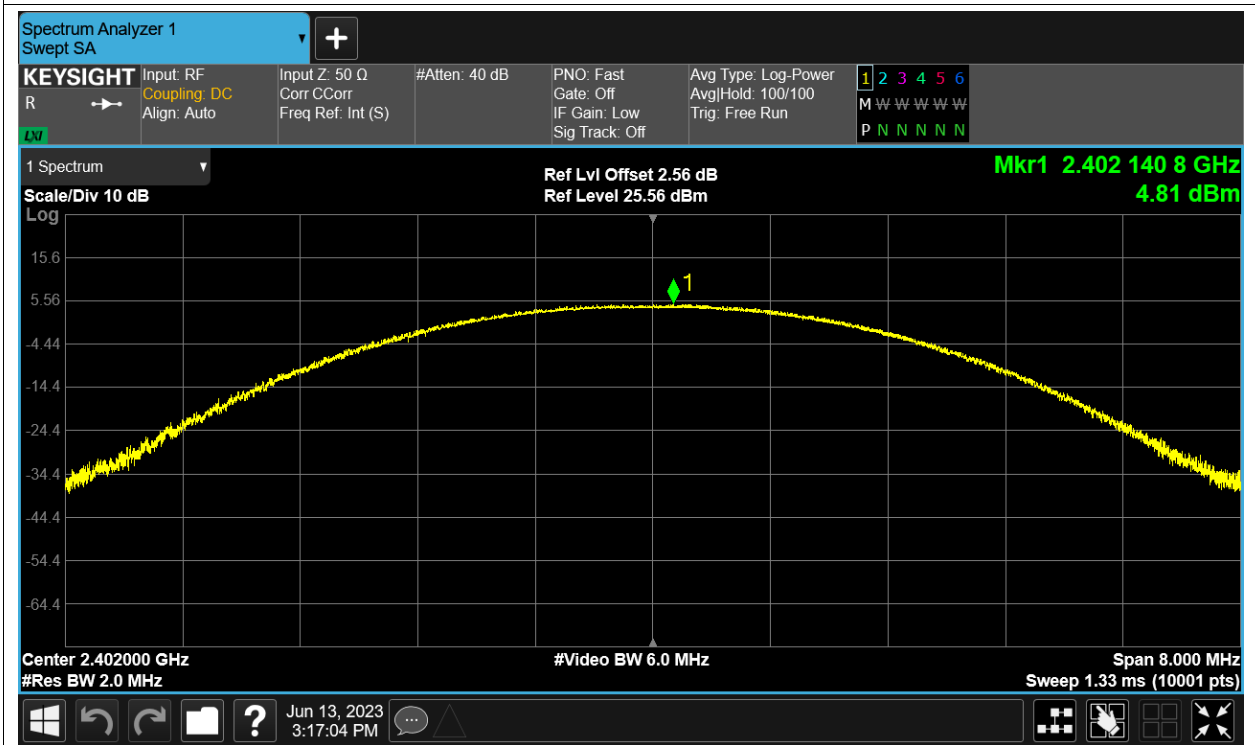 Spectrum Analyzer 1
Swept SA
KEYSIGHT
R
LXI
Input: RF
Coupling: DC
Align: Auto
Input Z: 50 Ω
Corr CCorr
Freq Ref: Int (S)
#Atten: 40 dB
PNO: Fast
Gate: Off
IF Gain: Low
Sig Track: Off
Avg Type: Log-Power
Avg|Hold: 100/100
Trig: Free Run
1 2 3 4 5 6
M W W W W W
P N N N N N
1 Spectrum
Scale/Div 10 dB
Log
Ref Lvl Offset 2.56 dB
Ref Level 25.56 dBm
Mkr1 2.402 140 8 GHz
4.81 dBm
1
15.6
5.56
-4.44
-14.4
-24.4
-34.4
-44.4
-54.4
-64.4
Center 2.402000 GHz
#Res BW 2.0 MHz
#Video BW 6.0 MHz
Span 8.000 MHz
Sweep 1.33 ms (10001 pts)
?
Jun 13, 2023
3:17:04 PM